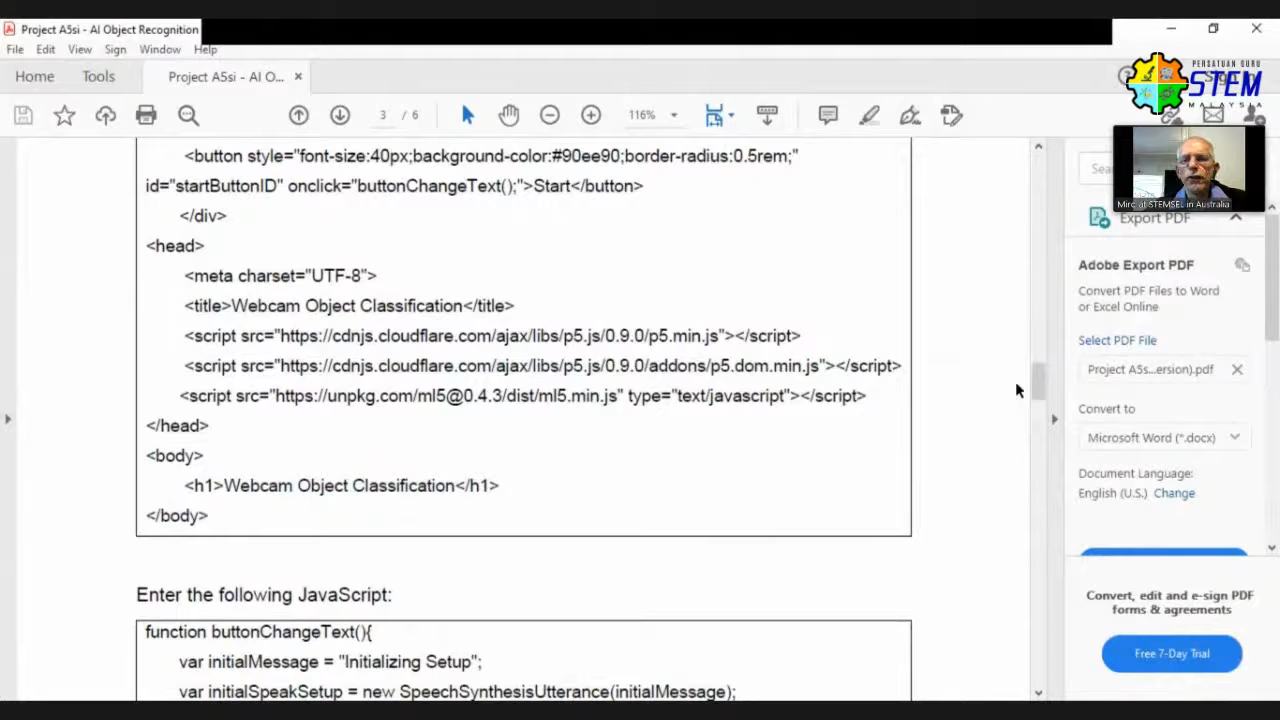 Project A5si - AI Object Recognition
File Edit View Sign Window Help
Home Tools Project A5si - AI O... ×
PERSATUAN GURU
STEM
MALAYSIA
3 / 6 116%
Mirc at STEMSEL in Australia
<button style="font-size:40px;background-color:#90ee90;border-radius:0.5rem;"
id="startButtonID" onclick="buttonChangeText();">Start</button>
</div>
<head>
<meta charset="UTF-8">
<title>Webcam Object Classification</title>
<script src="https://cdnjs.cloudflare.com/ajax/libs/p5.js/0.9.0/p5.min.js"></script>
<script src="https://cdnjs.cloudflare.com/ajax/libs/p5.js/0.9.0/addons/p5.dom.min.js"></script>
<script src="https://unpkg.com/ml5@0.4.3/dist/ml5.min.js" type="text/javascript"></script>
</head>
<body>
<h1>Webcam Object Classification</h1>
</body>
Enter the following JavaScript:
function buttonChangeText(){
var initialMessage = "Initializing Setup";
var initialSpeakSetup = new SpeechSynthesisUtterance(initialMessage);
Export PDF
Adobe Export PDF
Convert PDF Files to Word
or Excel Online
Select PDF File
Project A5s...ersion).pdf
Convert to
Microsoft Word (*.docx)
Document Language:
English (U.S.) Change
Convert, edit and e-sign PDF
forms & agreements
Free 7-Day Trial